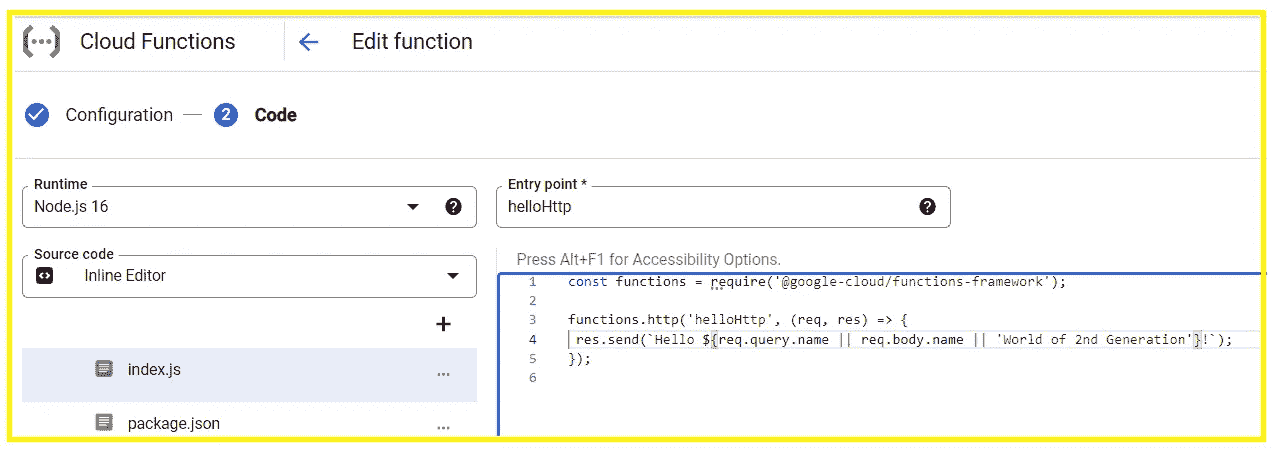 Cloud Functions
Edit function
Configuration
2
Code
Runtime
Node.js 16
Entry point *
helloHttp
Source code
Inline Editor
Press Alt+F1 for Accessibility Options.
1 const functions = require('@google-cloud/functions-framework');
2
3 functions.http('helloHttp', (req, res) => {
4 res.send(`Hello ${req.query.name || req.body.name || 'World of 2nd Generation'}!`);
5 });
6
index.js
...
package.json
...